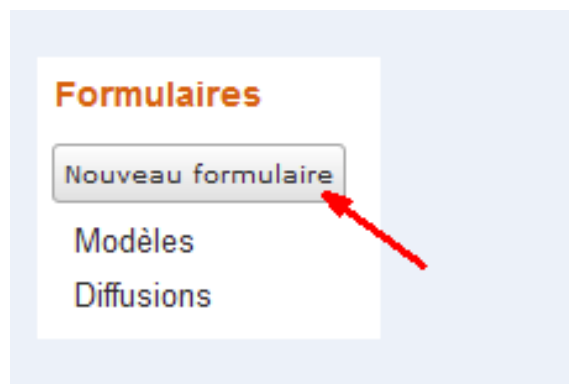 Formulaires
Nouveau formulaire
Modèles
Diffusions